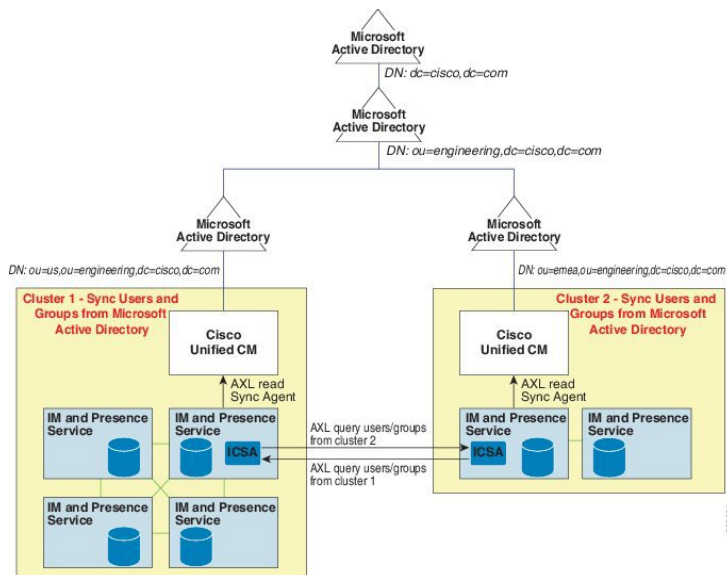 Microsoft
Active Directory
DN: dc=cisco,dc=com
Microsoft
Active Directory
DN: ou=engineering,dc=cisco,dc=com
Microsoft
Active Directory
Microsoft
Active Directory
DN: ou=us,ou=engineering,dc=cisco,dc=com
DN: ou=emea,ou=engineering,dc=cisco,dc=com
Cluster 1 - Sync Users and
Groups from Microsoft
Active Directory
Cisco
Unified CM
AXL read
Sync Agent
IM and Presence
Service
IM and Presence
Service
ICSA
IM and Presence
Service
IM and Presence
Service
AXL query users/groups
from cluster 2
AXL query users/groups
from cluster 1
Cluster 2 - Sync Users and
Groups from Microsoft
Active Directory
Cisco
Unified CM
AXL read
Sync Agent
IM and Presence
Service
ICSA
IM and Presence
Service